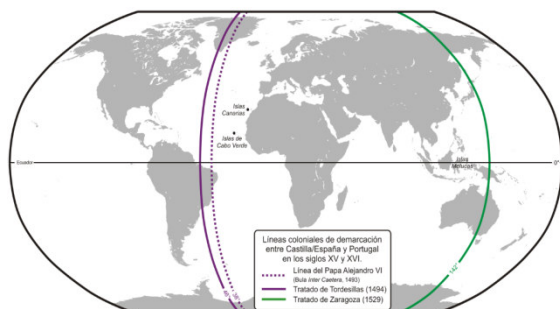 Islas
Canarias
Islas de
Cabo Verde
Ecuador
Islas
Molucas
0°
Líneas coloniales de demarcación
entre Castilla/España y Portugal
en los siglos XV y XVI.
Línea del Papa Alejandro VI
(Bula Inter Caetera, 1493)
Tratado de Tordesillas (1494)
Tratado de Zaragoza (1529)
46°
38°
142°